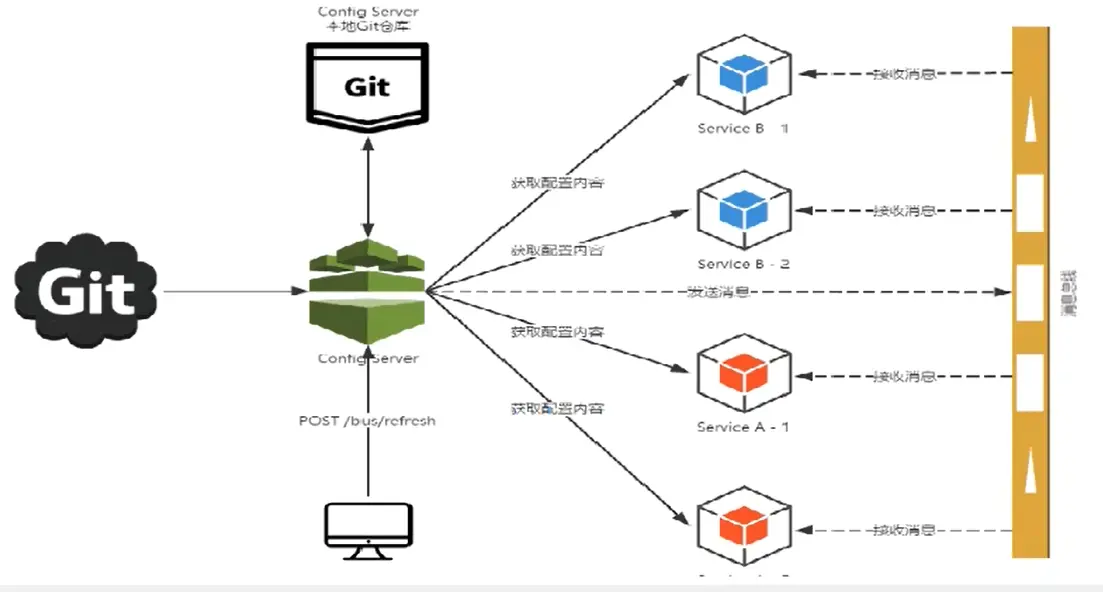 Config Server
本地Git仓库
Git
获取配置内容
获取配置内容
获取配置内容
获取配置内容
Service B - 1
Service B - 2
Service A - 1
接收消息
接收消息
接收消息
接收消息
发送消息
消息总线
Git
Config Server
POST /bus/refresh